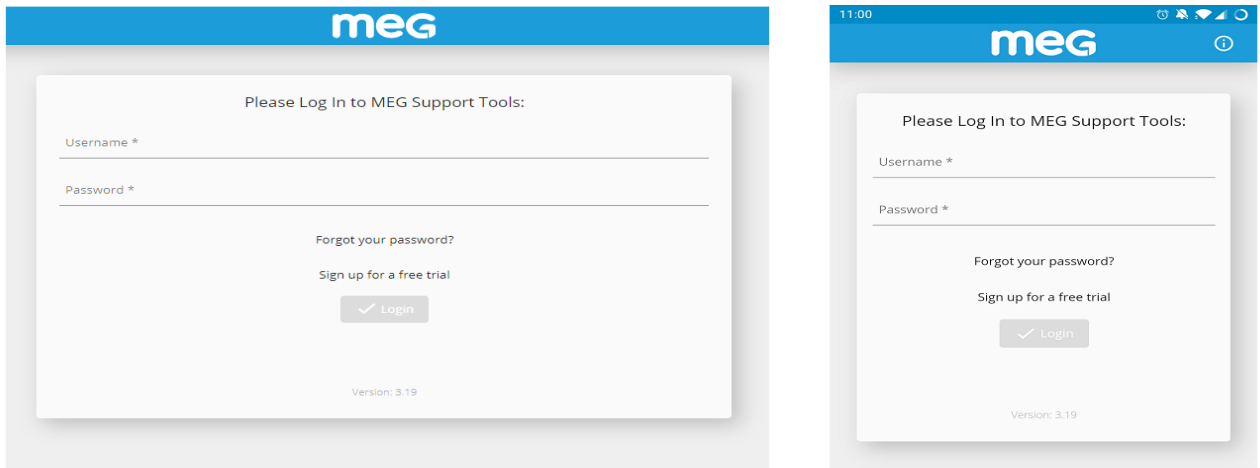 meG
Please Log In to MEG Support Tools:
Username *
Password *
Forgot your password?
Sign up for a free trial
Login
Version: 3.19
11:00
meG
Please Log In to MEG Support Tools:
Username *
Password *
Forgot your password?
Sign up for a free trial
Login
Version: 3.19